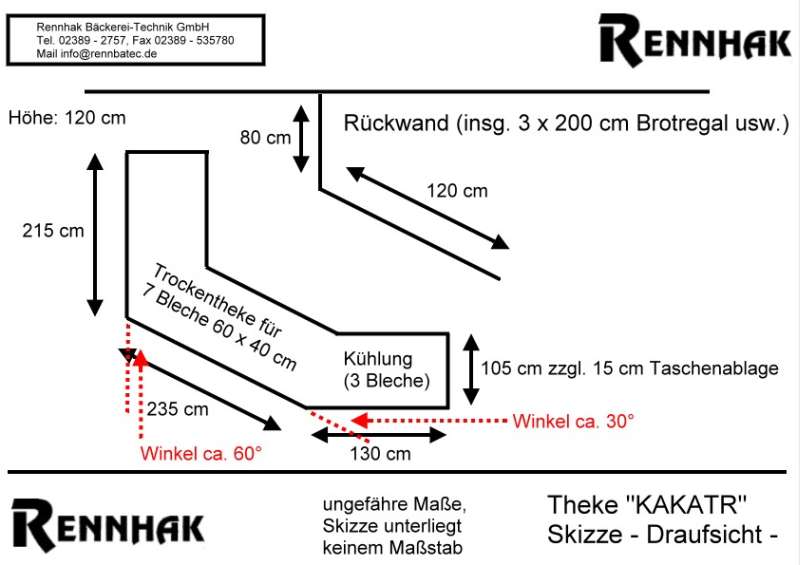 Rennhak Bäckerei-Technik GmbH
Tel. 02389 - 2757, Fax 02389 - 535780
Mail info@rennbatec.de
RENNHAK
Höhe: 120 cm
80 cm
Rückwand (insg. 3 x 200 cm Brotregal usw.)
120 cm
215 cm
Trockentheke für
7 Bleche 60 x 40 cm
Kühlung
(3 Bleche)
105 cm zzgl. 15 cm Taschenablage
235 cm
Winkel ca. 30°
Winkel ca. 60°
130 cm
RENNHAK
ungefähre Maße,
Skizze unterliegt
keinem Maßstab
Theke "KAKATR"
Skizze - Draufsicht -